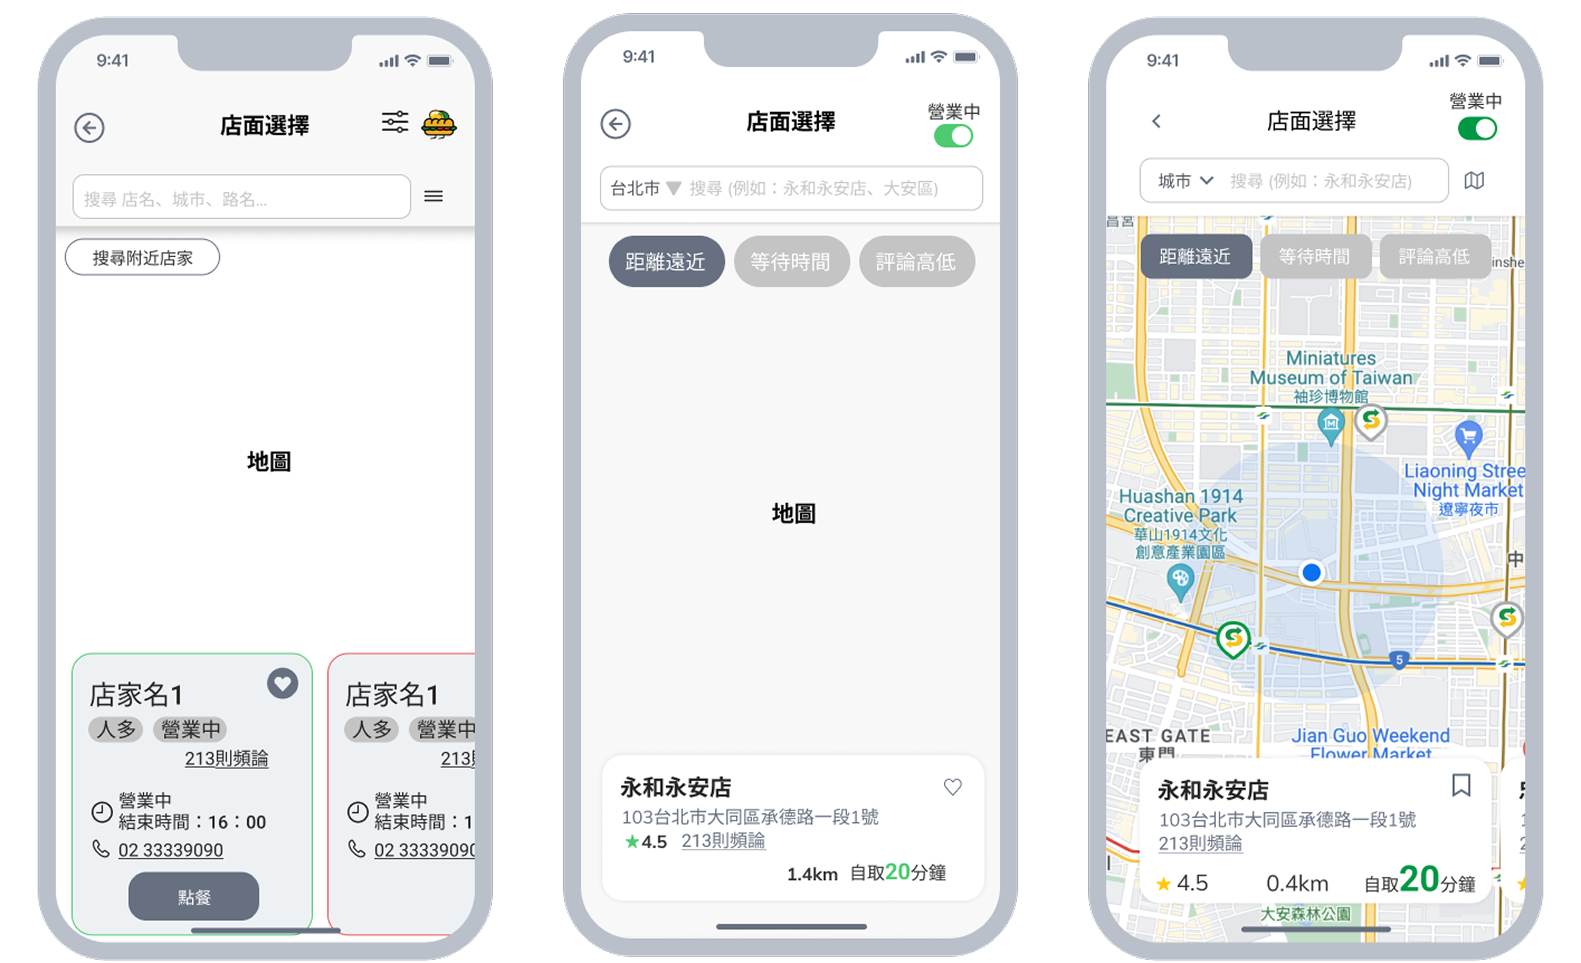 9:41
店面選擇
搜尋 店名、城市、路名...
搜尋附近店家
地圖
店家名1
人多 營業中
213則頻論
營業中
結束時間：16：00
02 33339090
點餐
店家名1
人多 營業中
213
營業中
結束時間：1
02 3333909
9:41
店面選擇
營業中
台北市 搜尋 (例如：永和永安店、大安區)
距離遠近 等待時間 評論高低
地圖
永和永安店
103台北市大同區承德路一段1號
★4.5 213則頻論
1.4km 自取20分鐘
9:41
店面選擇
營業中
城市 搜尋 (例如：永和永安店)
昌宮
距離遠近 等待時間 評論高低
inshe
Miniatures
Museum of Taiwan
袖珍博物館
Liaoning Stree
Night Market
遼寧夜市
Huashan 1914
Creative Park
華山1914文化
創意產業園區
中
5
EAST GATE
東門
Jian Guo Weekend
Flower Market
永和永安店
103台北市大同區承德路一段1號
213則頻論
4.5 0.4km 自取20分鐘
大安森林公園